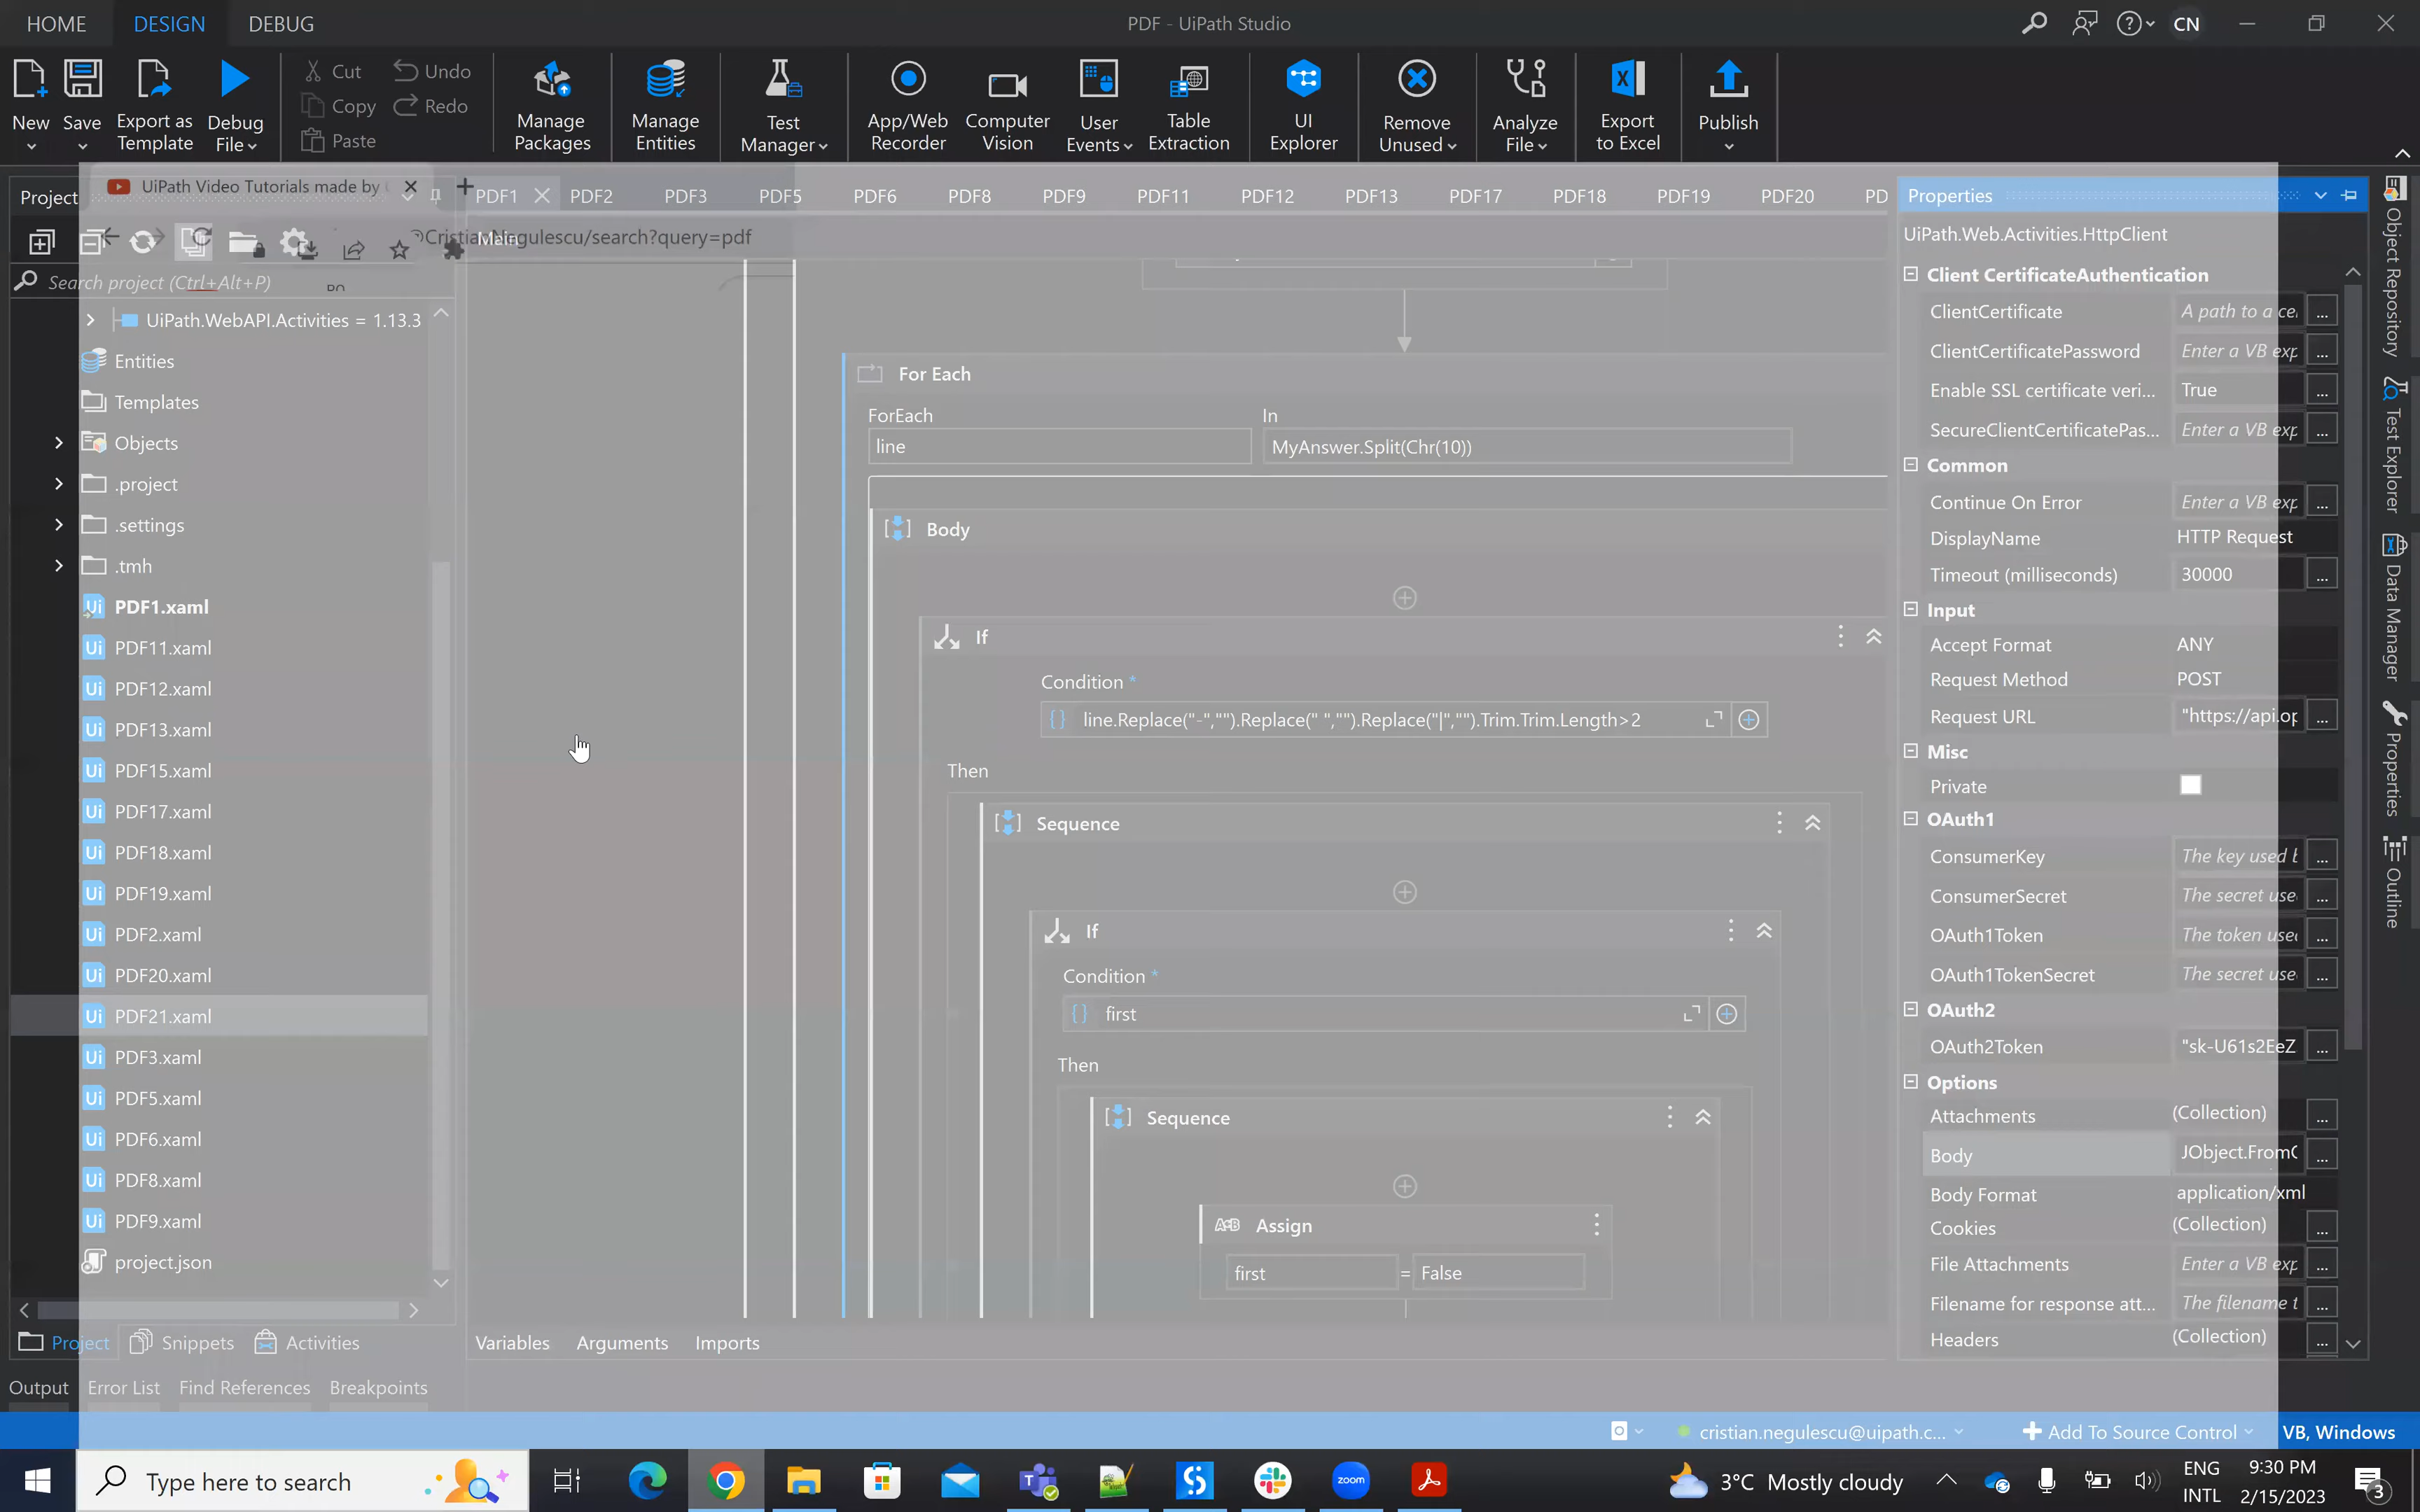 HOME DESIGN DEBUG PDF - UiPath Studio CN
Cut Undo
Copy Redo
Paste
New Save Export as Template Debug File
Manage Packages Manage Entities Test Manager App/Web Recorder Computer Vision User Events Table Extraction UI Explorer Remove Unused Analyze File Export to Excel Publish
Project UiPath Video Tutorials made by PDF1 PDF2 PDF3 PDF5 PDF6 PDF8 PDF9 PDF11 PDF12 PDF13 PDF17 PDF18 PDF19 PDF20 PD Properties
Main @CristianNegulescu/search?query=pdf
UiPath.Web.Activities.HttpClient
Search project (Ctrl+Alt+P)
UiPath.WebAPI.Activities = 1.13.3
Entities
Templates
Objects
.project
.settings
.tmh
PDF1.xaml
PDF11.xaml
PDF12.xaml
PDF13.xaml
PDF15.xaml
PDF17.xaml
PDF18.xaml
PDF19.xaml
PDF2.xaml
PDF20.xaml
PDF21.xaml
PDF3.xaml
PDF5.xaml
PDF6.xaml
PDF8.xaml
PDF9.xaml
project.json
Project Snippets Activities
For Each
ForEach In
line MyAnswer.Split(Chr(10))
Body
If
Condition *
line.Replace("-","").Replace(" ","").Replace("|","").Trim.Trim.Length>2
Then
Sequence
If
Condition *
first
Then
Sequence
Assign
first = False
Variables Arguments Imports
Client CertificateAuthentication
ClientCertificate A path to a ce
ClientCertificatePassword Enter a VB exp
Enable SSL certificate veri... True
SecureClientCertificatePas... Enter a VB exp
Common
Continue On Error Enter a VB exp
DisplayName HTTP Request
Timeout (milliseconds) 30000
Input
Accept Format ANY
Request Method POST
Request URL "https://api.op
Misc
Private
OAuth1
ConsumerKey The key used b
ConsumerSecret The secret use
OAuth1Token The token use
OAuth1TokenSecret The secret use
OAuth2
OAuth2Token "sk-U61s2EeZ
Options
Attachments (Collection)
Body JObject.FromO
Body Format application/xml
Cookies (Collection)
File Attachments Enter a VB exp
Filename for response att... The filename t
Headers (Collection)
Object Repository
Test Explorer
Data Manager
Properties
Outline
Output Error List Find References Breakpoints
cristian.negulescu@uipath.c... Add To Source Control VB, Windows
Type here to search zoom 3°C Mostly cloudy ENG INTL 9:30 PM 2/15/2023 3